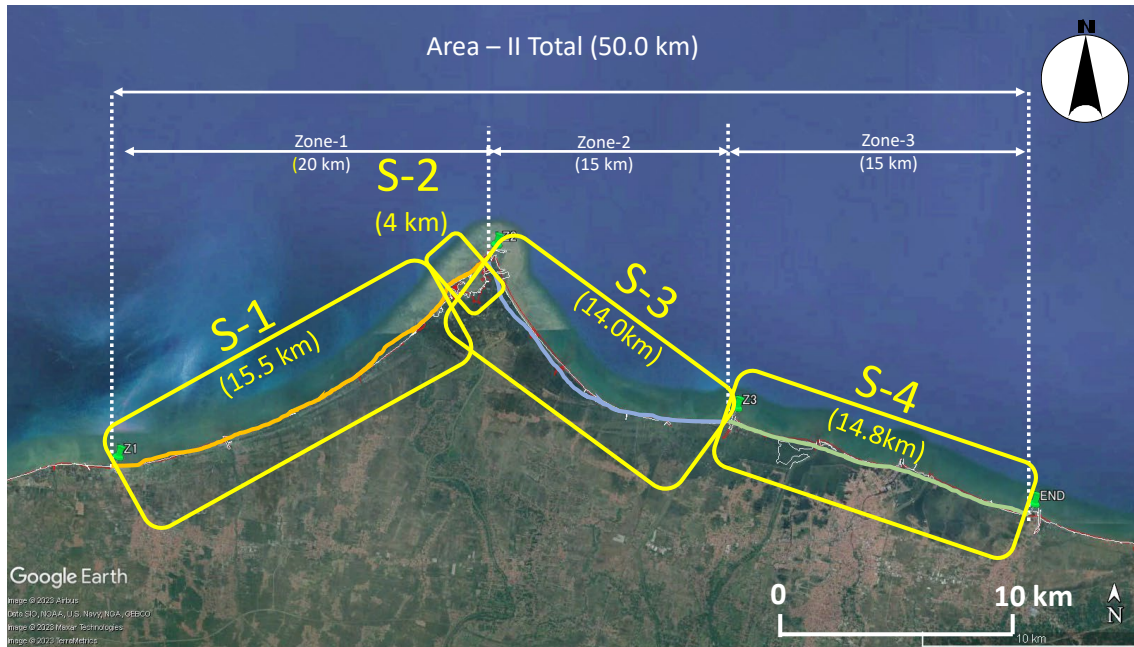 Area – II Total (50.0 km)
N
Zone-1
(20 km)
Zone-2
(15 km)
Zone-3
(15 km)
S-2
(4 km)
Z2
S-1
(15.5 km)
S-3
(14.0km)
S-4
(14.8km)
Z1
Z3
END
Google Earth
Image © 2023 Airbus
Data SIO, NOAA, U.S. Navy, NGA, GEBCO
Image © 2023 Maxar Technologies
Image © 2023 TerraMetrics
0
10 km
N
10 km